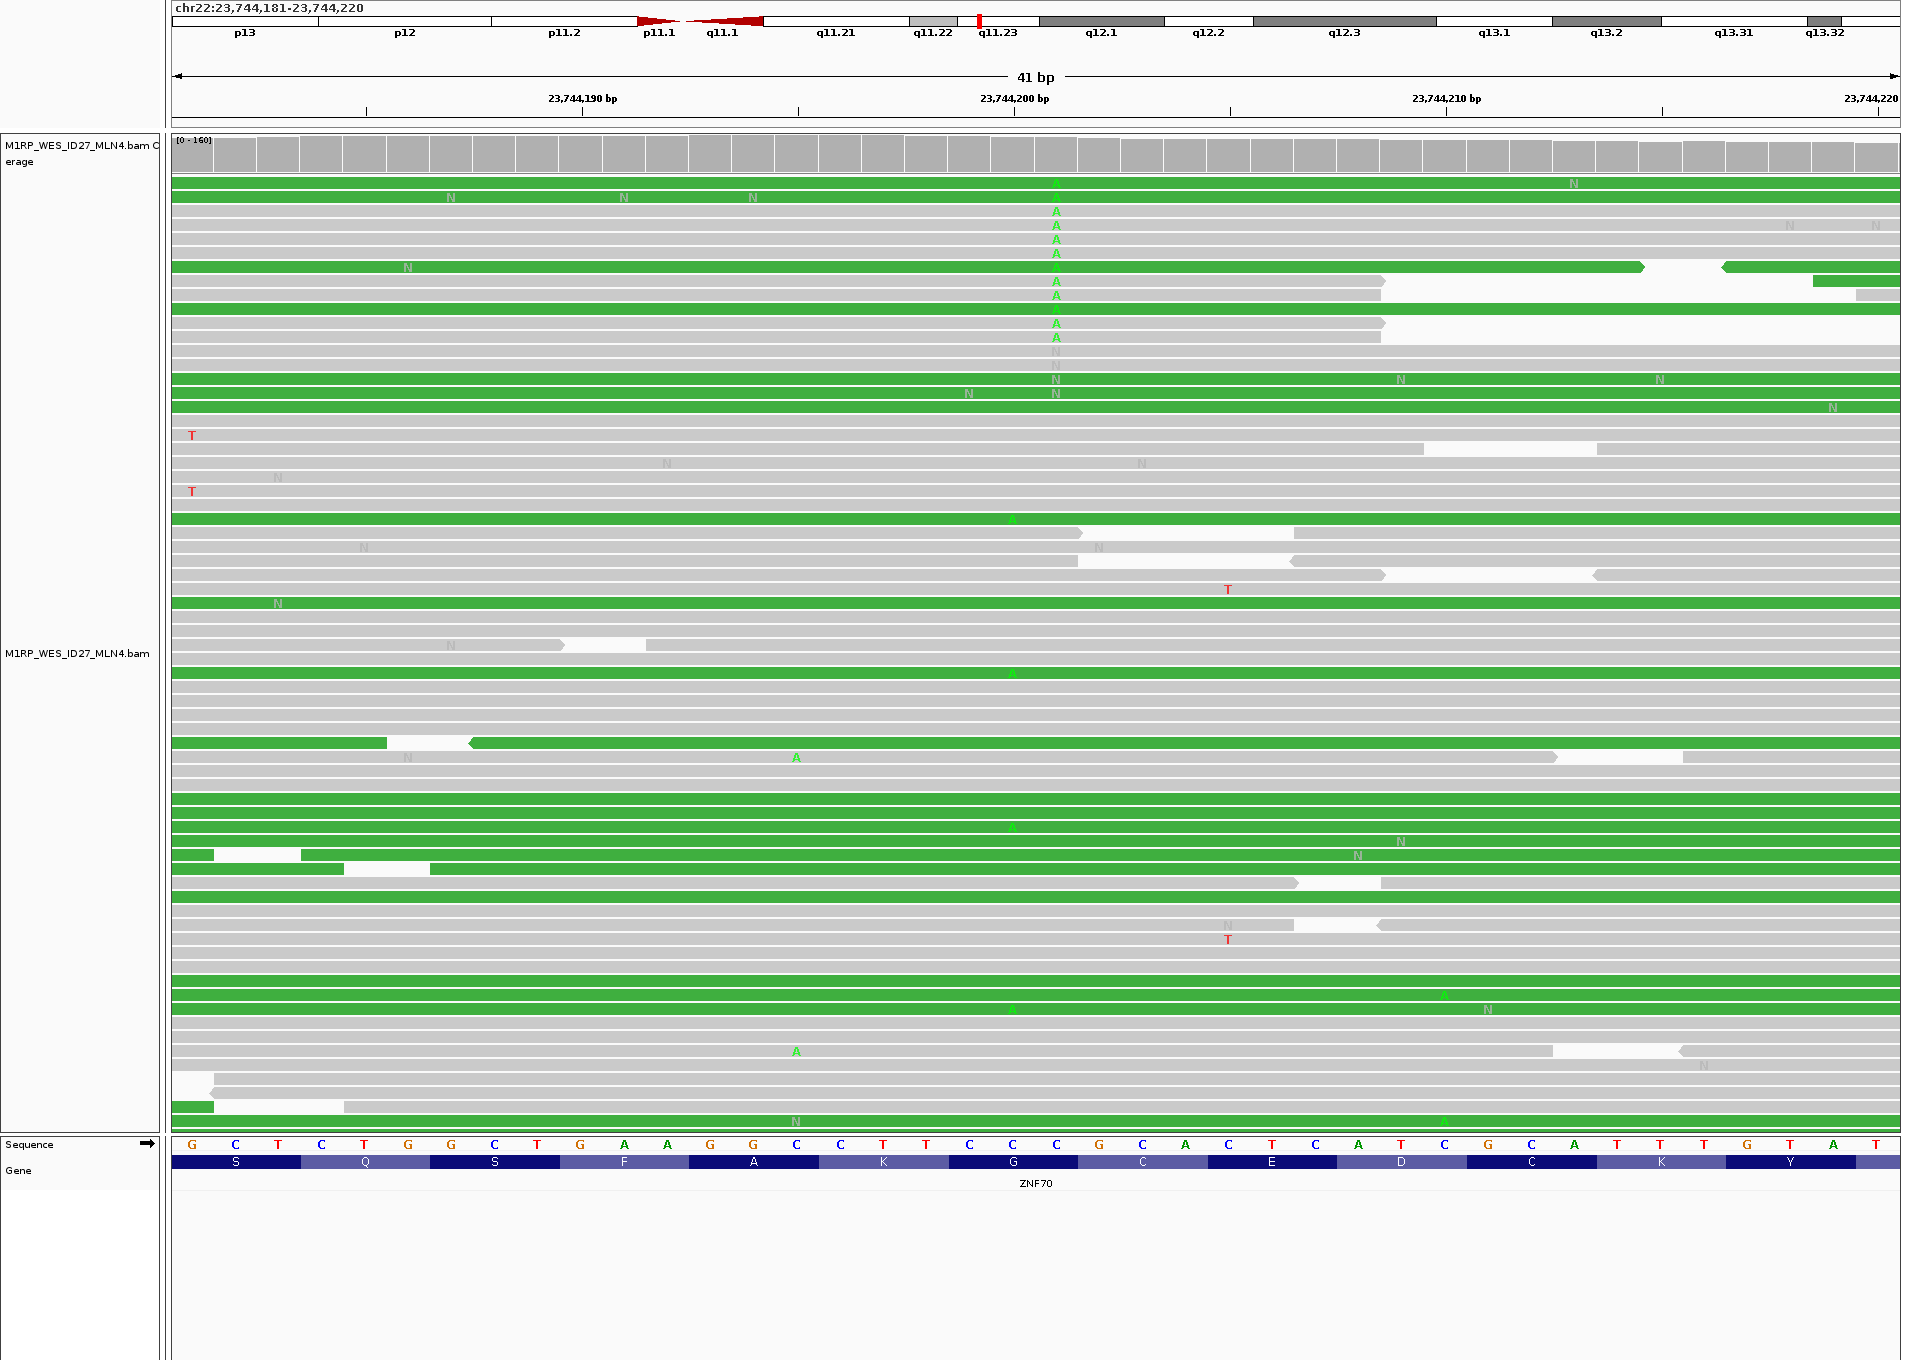 chr22:23,744,181-23,744,220
p13 p12 p11.2 p11.1 q11.1 q11.21 q11.22 q11.23 q12.1 q12.2 q12.3 q13.1 q13.2 q13.31 q13.32
41 bp
23,744,190 bp 23,744,200 bp 23,744,210 bp 23,744,220
[0 - 160]
M1RP_WES_ID27_MLN4.bam C
erage
A N
N N N A
A
A N N
A
A
N A
A
A
A
A
A
N
N
N N N
N N
N
T
N N
N
T
A
N N
T
N
N
M1RP_WES_ID27_MLN4.bam
A
N A
A
N
N
N
T
A
A N
A
N
N A
Sequence G C T C T G G C T G A A G G C C T T C C C G C A C T C A T C G C A T T T G T A T
Gene S Q S F A K G C E D C K Y
ZNF70